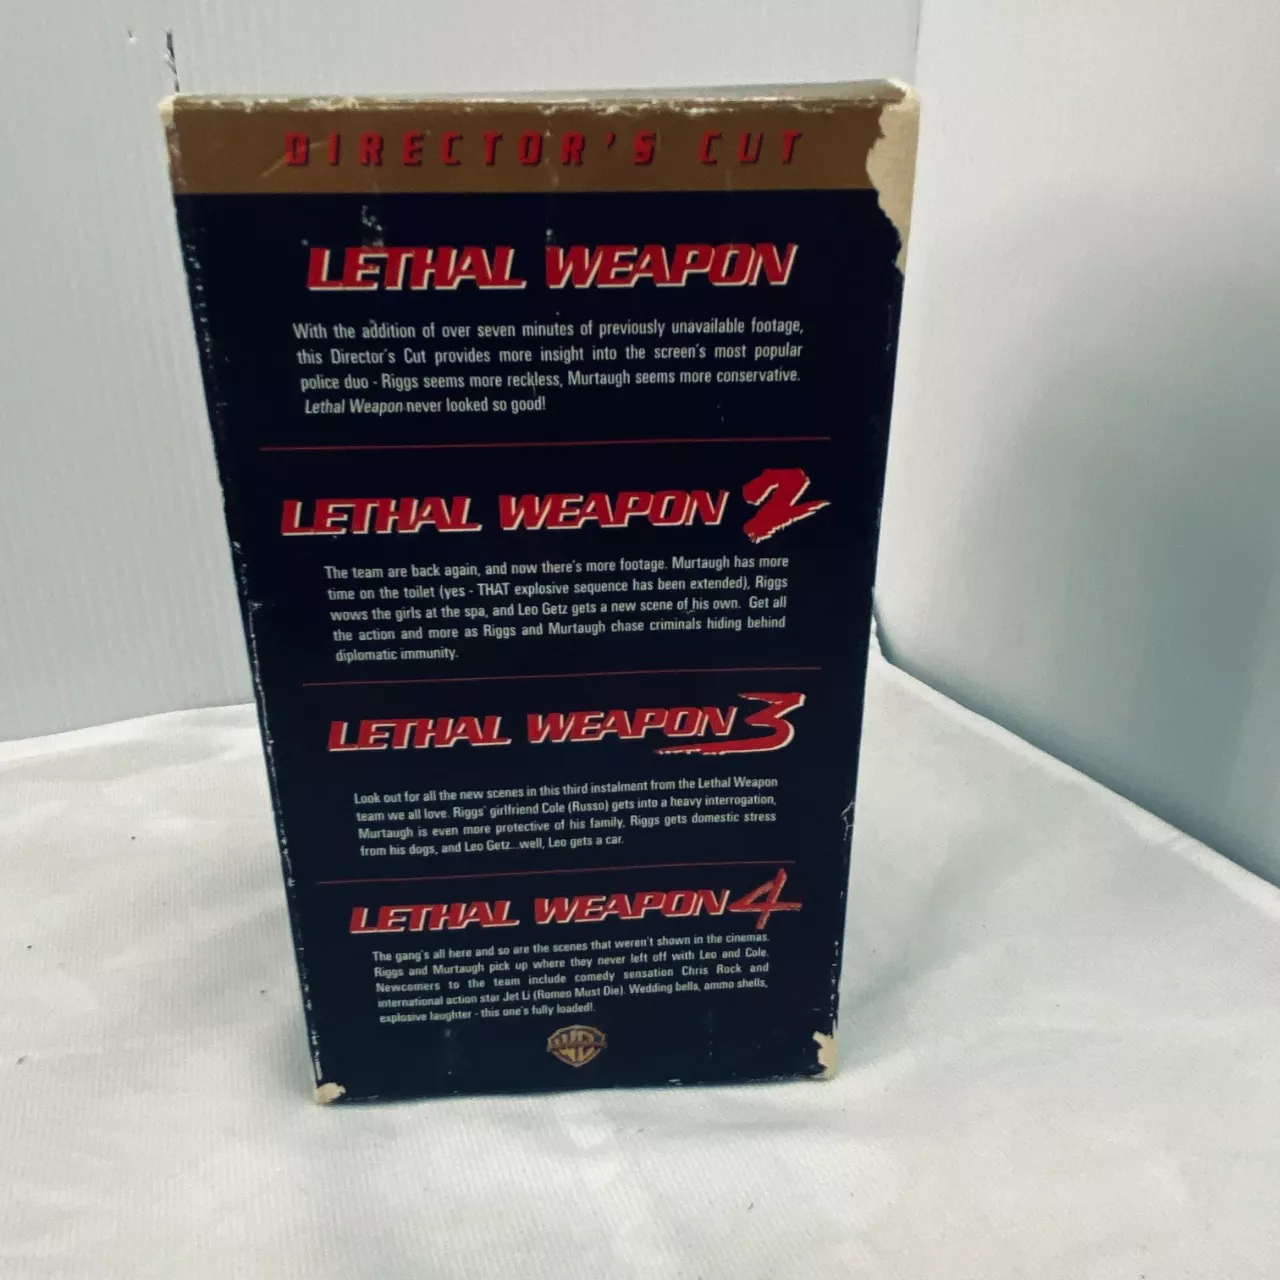 DIRECTOR'S CUT
LETHAL WEAPON
With the addition of over seven minutes of previously unavailable footage,
this Director's Cut provides more insight into the screen's most popular
police duo - Riggs seems more reckless, Murtaugh seems more conservative.
Lethal Weapon never looked so good!
LETHAL WEAPON 2
The team are back again, and now there's more footage. Murtaugh has more
time on the toilet (yes - THAT explosive sequence has been extended), Riggs
wows the girls at the spa, and Leo Getz gets a new scene of his own. Get all
the action and more as Riggs and Murtaugh chase criminals hiding behind
diplomatic immunity.
LETHAL WEAPON 3
Look out for all the new scenes in this third instalment from the Lethal Weapon
team we all love. Riggs' girlfriend Cole (Russo) gets into a heavy interrogation,
Murtaugh is even more protective of his family, Riggs gets domestic stress
from his dogs, and Leo Getz...well, Leo gets a car.
LETHAL WEAPON 4
The gang's all here and so are the scenes that weren't shown in the cinemas.
Riggs and Murtaugh pick up where they never left off with Leo and Cole.
Newcomers to the team include comedy sensation Chris Rock and
international action star Jet Li (Romeo Must Die). Wedding bells, ammo shells,
explosive laughter - this one's fully loaded!